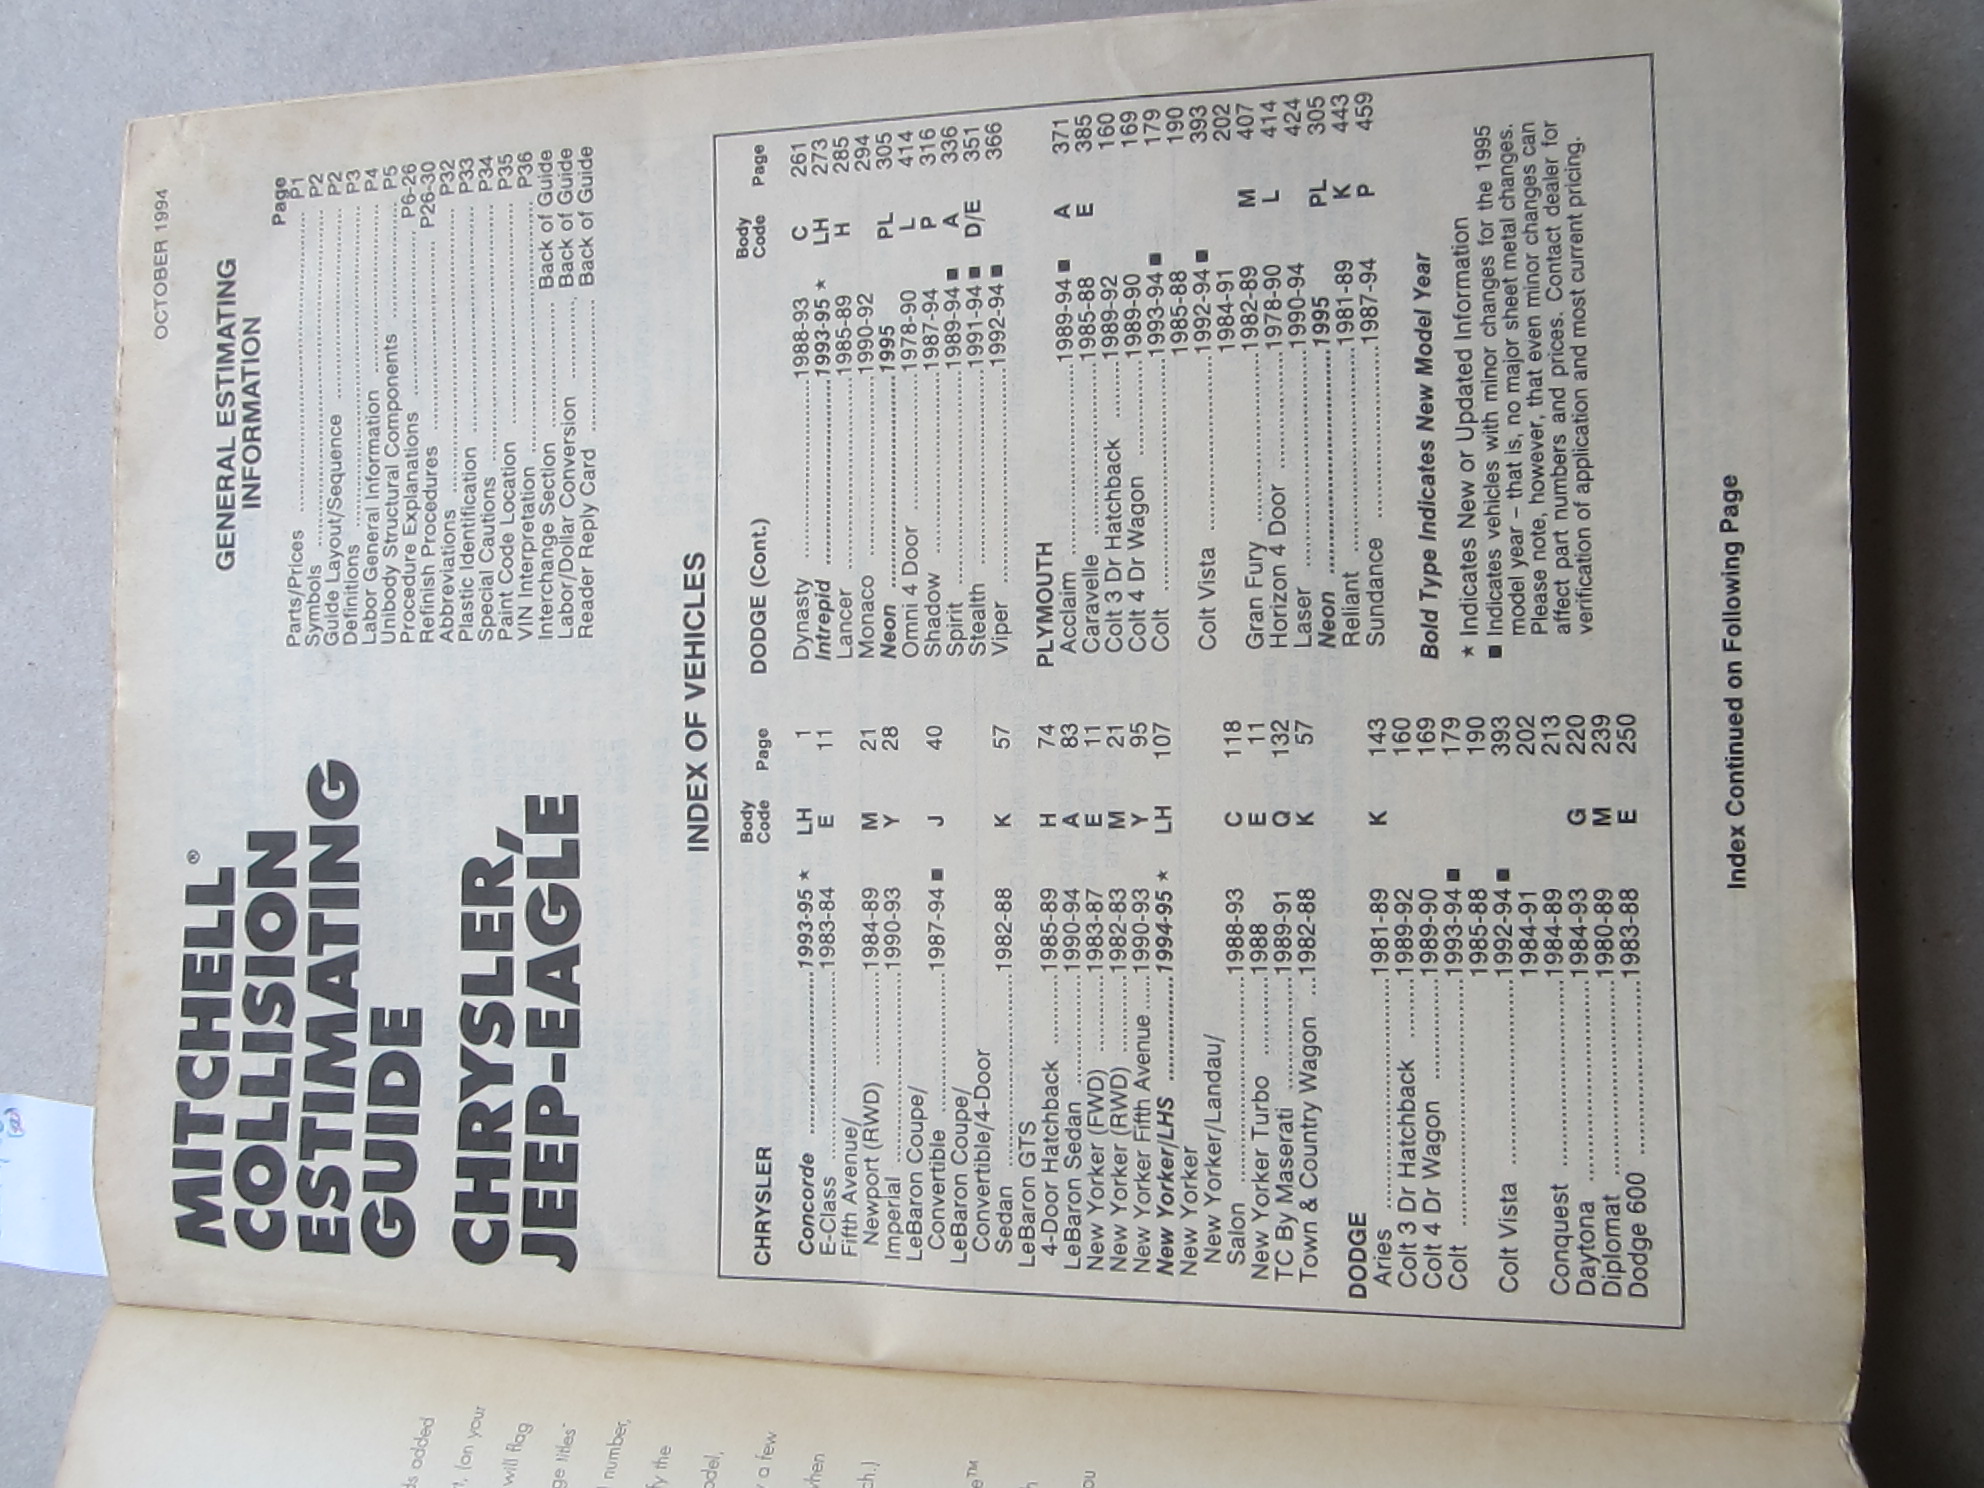 added
(on your
will flag
titles-
number,
the
a few
when
OCTOBER 1994
MITCHELL®
COLLISION
ESTIMATING
GUIDE
CHRYSLER,
JEEP-EAGLE
GENERAL ESTIMATING
INFORMATION
Page
Parts/Prices P1
Symbols P2
Guide Layout/Sequence P2
Definitions P3
Labor General Information P4
Unibody Structural Components P5
Procedure Explanations P6-26
Refinish Procedures P26-30
Abbreviations P32
Plastic Identification P33
Special Cautions P34
Paint Code Location P35
VIN Interpretation P36
Interchange Section Back of Guide
Labor/Dollar Conversion Back of Guide
Reader Reply Card Back of Guide
INDEX OF VEHICLES
Body
CHRYSLER Code Page
Concorde 1993-95 ★ LH 1
E-Class 1983-84 E 11
Fifth Avenue/
Newport (RWD) 1984-89 M 21
Imperial 1990-93 Y 28
LeBaron Coupe/
Convertible 1987-94 ■ J 40
LeBaron Coupe/
Convertible/4-Door
Sedan 1982-88 K 57
LeBaron GTS
4-Door Hatchback 1985-89 H 74
LeBaron Sedan 1990-94 A 83
New Yorker (FWD) 1983-87 E 11
New Yorker (RWD) 1982-83 M 21
New Yorker Fifth Avenue 1990-93 Y 95
New Yorker/LHS 1994-95 ★ LH 107
New Yorker
New Yorker/Landau/
Salon 1988-93 C 118
New Yorker Turbo 1988 E 11
TC By Maserati 1989-91 Q 132
Town & Country Wagon 1982-88 K 57
DODGE
Aries 1981-89 K 143
Colt 3 Dr Hatchback 1989-92 160
Colt 4 Dr Wagon 1989-90 169
Colt 1993-94 ■ 179
1985-88 190
Colt Vista 1992-94 ■ 393
1984-91 202
Conquest 1984-89 213
Daytona 1984-93 G 220
Diplomat 1980-89 M 239
Dodge 600 1983-88 E 250
Body
DODGE (Cont.) Code Page
Dynasty 1988-93 C 261
Intrepid 1993-95 ★ LH 273
Lancer 1985-89 H 285
Monaco 1990-92 294
Neon 1995 PL 305
Omni 4 Door 1978-90 L 414
Shadow 1987-94 P 316
Spirit 1989-94 ■ A 336
Stealth 1991-94 ■ D/E 351
Viper 1992-94 ■ 366
PLYMOUTH
Acclaim 1989-94 ■ A 371
Caravelle 1985-88 E 385
Colt 3 Dr Hatchback 1989-92 160
Colt 4 Dr Wagon 1989-90 169
Colt 1993-94 ■ 179
1985-88 190
Colt Vista 1992-94 ■ 393
1984-91 202
Gran Fury 1982-89 M 407
Horizon 4 Door 1978-90 L 414
Laser 1990-94 424
Neon 1995 PL 305
Reliant 1981-89 K 443
Sundance 1987-94 P 459
Bold Type Indicates New Model Year
★ Indicates New or Updated Information
■ Indicates vehicles with minor changes for the 1995
model year – that is, no major sheet metal changes.
Please note, however, that even minor changes can
affect part numbers and prices. Contact dealer for
verification of application and most current pricing.
Index Continued on Following Page